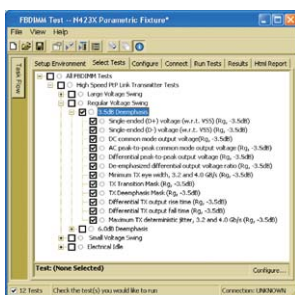 FBDIMM Test -- N423X Parametric Fixture*
File View Help
Task Flow
Setup Environment Select Tests Configure Connect Run Tests Results Html Report
All FBDIMM Tests
High Speed P2P Link Transmitter Tests
Large Voltage Swing
Regular Voltage Swing
3.5dB Deemphasis
Single-ended (D+) voltage (w.r.t. VSS) (Rg, -3.5dB)
Single-ended (D-) voltage (w.r.t. VSS) (Rg, -3.5dB)
DC common mode output voltage(Rg, -3.5dB)
AC peak-to-peak common mode output voltage (Rg, -3.5dB)
Differential peak-to-peak output voltage (Rg, -3.5dB)
De-emphasized differential output voltage ratio (Rg, -3.5dB)
Minimum TX eye width, 3.2 and 4.0 Gb/s (Rg, -3.5dB)
TX Transition Mask (Rg, -3.5dB)
TX Deemphasis Mask (Rg, -3.5dB)
Differential TX output rise time (Rg, -3.5dB)
Differential TX output fall time (Rg, -3.5dB)
Maximum TX deterministic jitter, 3.2 and 4.0 Gb/s (Rg, -3.5dB)
6.0dB Deemphasis
Small Voltage Swing
Electrical Idle
Test: (None Selected)
Configure...
12 Tests Check the test(s) you would like to run Connection: UNKNOWN